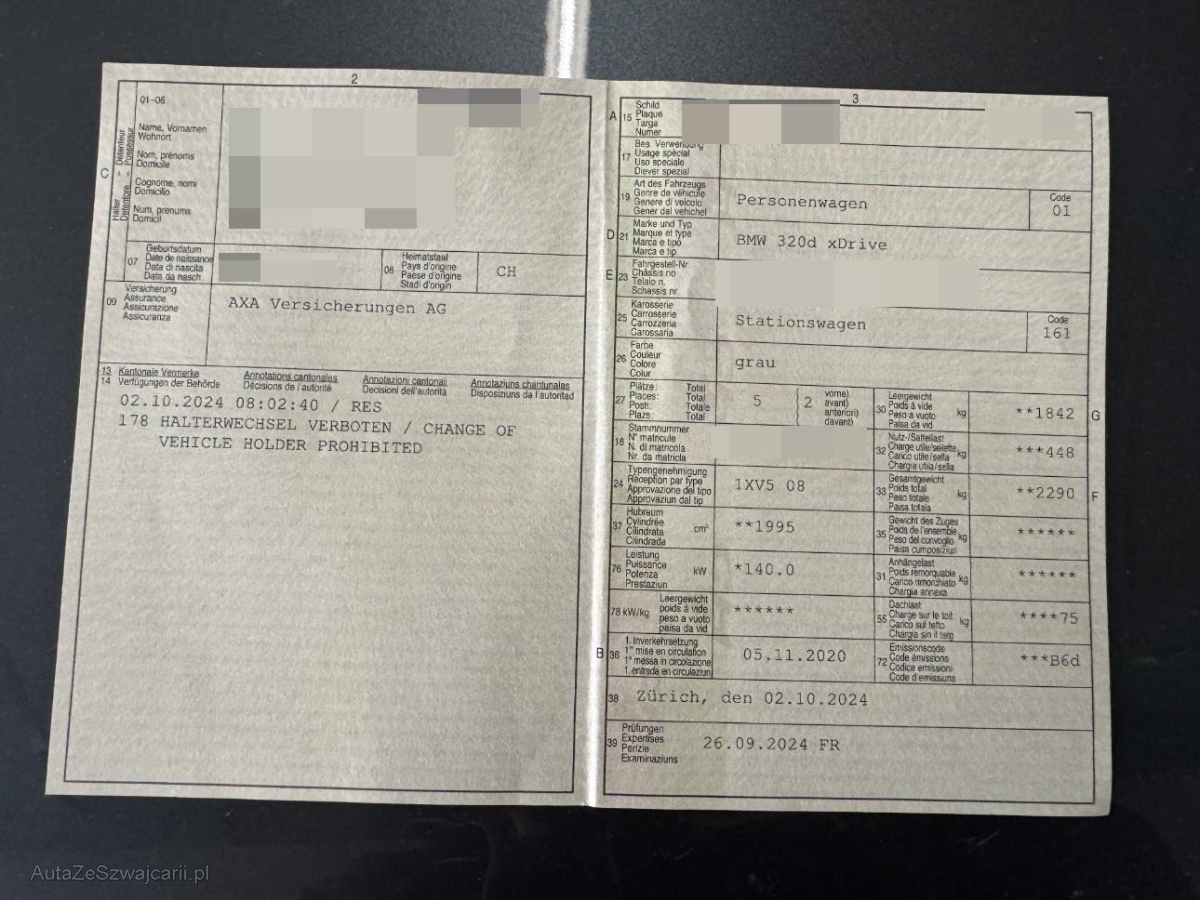 2
01–06
Name, Vornamen
Wohnort
Nom, prénoms
Domicile
Cognome, nomi
Domicilio
Num, prenums
Domicil
C
Halter - Détenteur
Detentore - Possessur
07
Geburtsdatum
Date de naissance
Data di nascita
Data da nasch.
08
Heimatstaat
Pays d'origine
Paese d'origine
Stadi d'origin
CH
09
Versicherung
Assurance
Assicurazione
Assicuranza
AXA Versicherungen AG
13 Kantonale Vermerke Annotations cantonales Annotazioni cantonali Annotaziuns chantunalas
14 Verfügungen der Behörde Décisions de l'autorité Decisioni dell'autorità Disposiziuns da l'autoritad
02.10.2024 08:02:40 / RES
178 HALTERWECHSEL VERBOTEN / CHANGE OF
VEHICLE HOLDER PROHIBITED
3
A 15
Schild
Plaque
Targa
Numer
17
Bes. Verwendung
Usage spécial
Uso speciale
Diever spezial
19
Art des Fahrzeugs
Genre de véhicule
Genere di veicolo
Gener dal vehichel
Personenwagen
Code
01
D 21
Marke und Typ
Marque et type
Marca e tipo
Marca e tip
BMW 320d xDrive
E 23
Fahrgestell-Nr.
Châssis no
Telaio n.
Schassis nr.
25
Karosserie
Carrosserie
Carrozzeria
Carossaria
Stationswagen
Code
161
26
Farbe
Couleur
Colore
Colur
grau
27
Plätze: Total
Places: Total
Posti: Totale
Plazs: Total
5
2
vorne)
avant)
anteriori)
davant)
30
Leergewicht
Poids à vide
Peso a vuoto
Paisa da vid
kg
**1842
G
18
Stammnummer
N° matricule
N. di matricola
Nr. da matricla
32
Nutz-/Sattellast
Charge utile/sellette
Carico utile/sella
Chargia utila/sella
kg
***448
24
Typengenehmigung
Réception par type
Approvazione del tipo
Approvaziun dal tip
1XV5 08
33
Gesamtgewicht
Poids total
Peso totale
Paisa totala
kg
**2290
F
37
Hubraum
Cylindrée
Cilindrata
Cilindrada
cm³
**1995
35
Gewicht des Zuges
Poids de l'ensemble
Peso del convoglio
Paisa cumposiziun
kg
******
76
Leistung
Puissance
Potenza
Prestaziun
kW
*140.0
31
Anhängelast
Poids remorquable
Carico rimorchiato
Chargia annexa
kg
******
78 kW/kg
Leergewicht
poids à vide
peso a vuoto
paisa da vid
******
55
Dachlast
Charge sur le toit
Carico sul tetto
Chargia sin il tetg
kg
****75
B 36
1. Inverkehrsetzung
1re mise en circulation
1a messa in circolazione
1. entrada en circulaziun
05.11.2020
72
Emissionscode
Code émissions
Codice emissioni
Code d'emissiuns
***B6d
38
Zürich, den 02.10.2024
39
Prüfungen
Expertises
Perizie
Examinaziuns
26.09.2024 FR
AutaZeSzwajcarii.pl